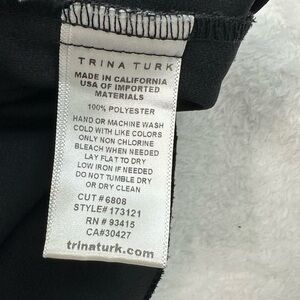 TRINA TURK
MADE IN CALIFORNIA
USA OF IMPORTED
MATERIALS
100% POLYESTER
HAND OR MACHINE WASH
COLD WITH LIKE COLORS
ONLY NON CHLORINE
BLEACH WHEN NEEDED
LAY FLAT TO DRY
LOW IRON IF NEEDED
DO NOT TUMBLE DRY
OR DRY CLEAN
CUT # 6808
STYLE# 173121
RN # 93415
CA#30427
trinaturk.com